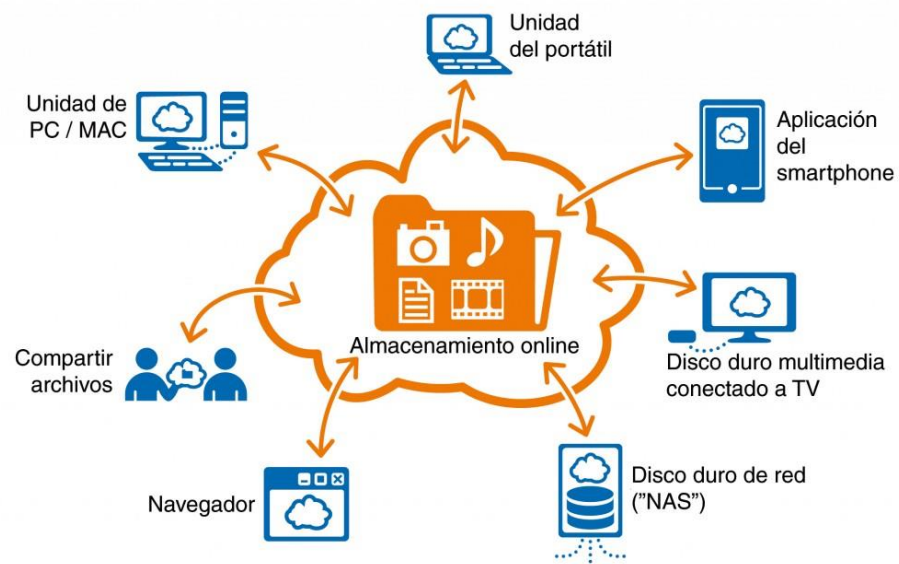 Unidad
del portátil
Unidad de
PC / MAC
Aplicación
del
smartphone
Almacenamiento online
Compartir
archivos
Disco duro multimedia
conectado a TV
Navegador
Disco duro de red
("NAS")